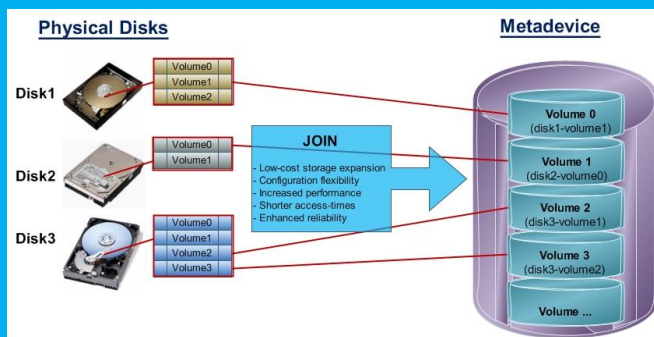 Physical Disks
Metadevice
Disk1
Volume0
Volume1
Volume2
Disk2
Volume0
Volume1
Disk3
Volume0
Volume1
Volume2
Volume3
JOIN
- Low-cost storage expansion
- Configuration flexibility
- Increased performance
- Shorter access-times
- Enhanced reliability
Volume 0
(disk1-volume1)
Volume 1
(disk2-volume0)
Volume 2
(disk3-volume1)
Volume 3
(disk3-volume2)
Volume ...